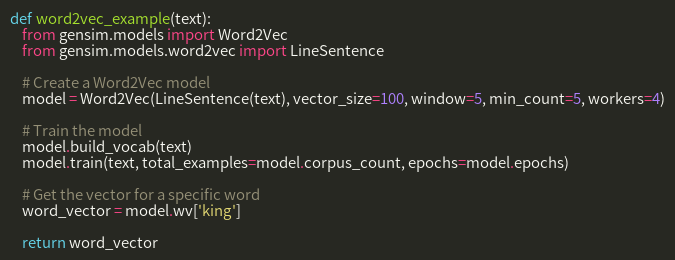 def word2vec_example(text):
from gensim.models import Word2Vec
from gensim.models.word2vec import LineSentence
# Create a Word2Vec model
model = Word2Vec(LineSentence(text), vector_size=100, window=5, min_count=5, workers=4)
# Train the model
model.build_vocab(text)
model.train(text, total_examples=model.corpus_count, epochs=model.epochs)
# Get the vector for a specific word
word_vector = model.wv['king']
return word_vector